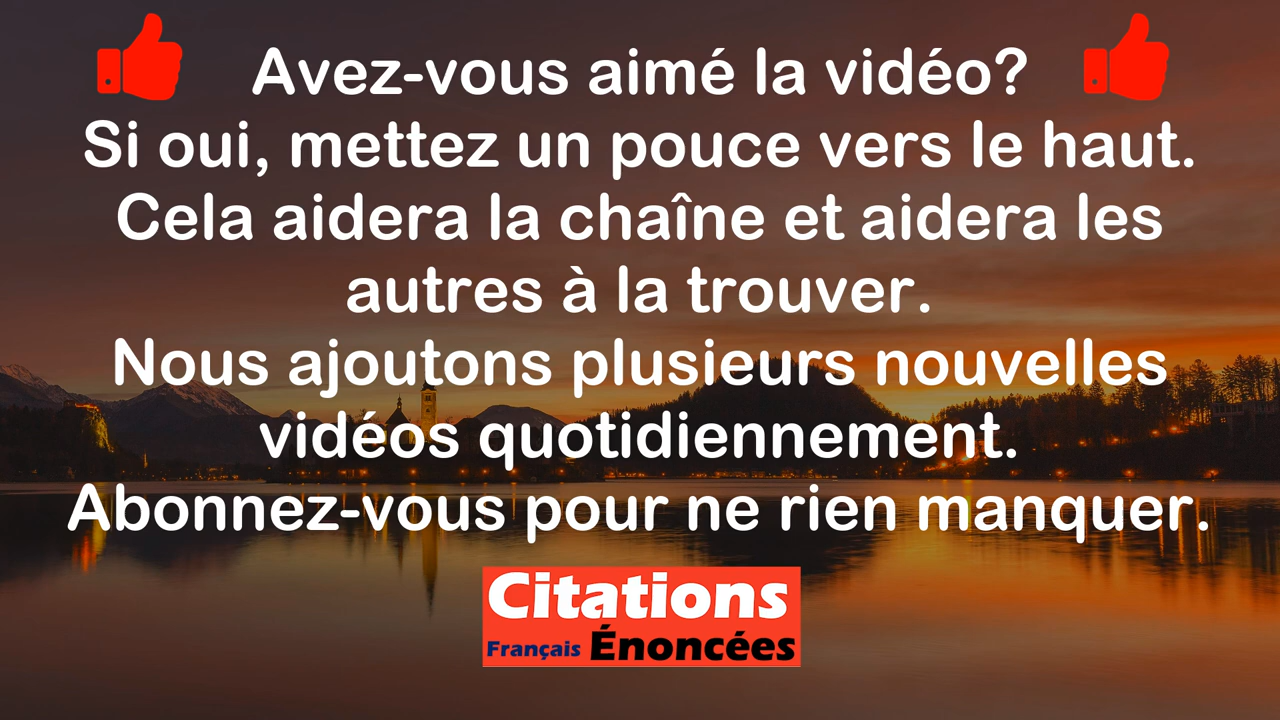 Avez-vous aimé la vidéo?
Si oui, mettez un pouce vers le haut.
Cela aidera la chaîne et aidera les
autres à la trouver.
Nous ajoutons plusieurs nouvelles
vidéos quotidiennement.
Abonnez-vous pour ne rien manquer.
Citations
Français Énoncées